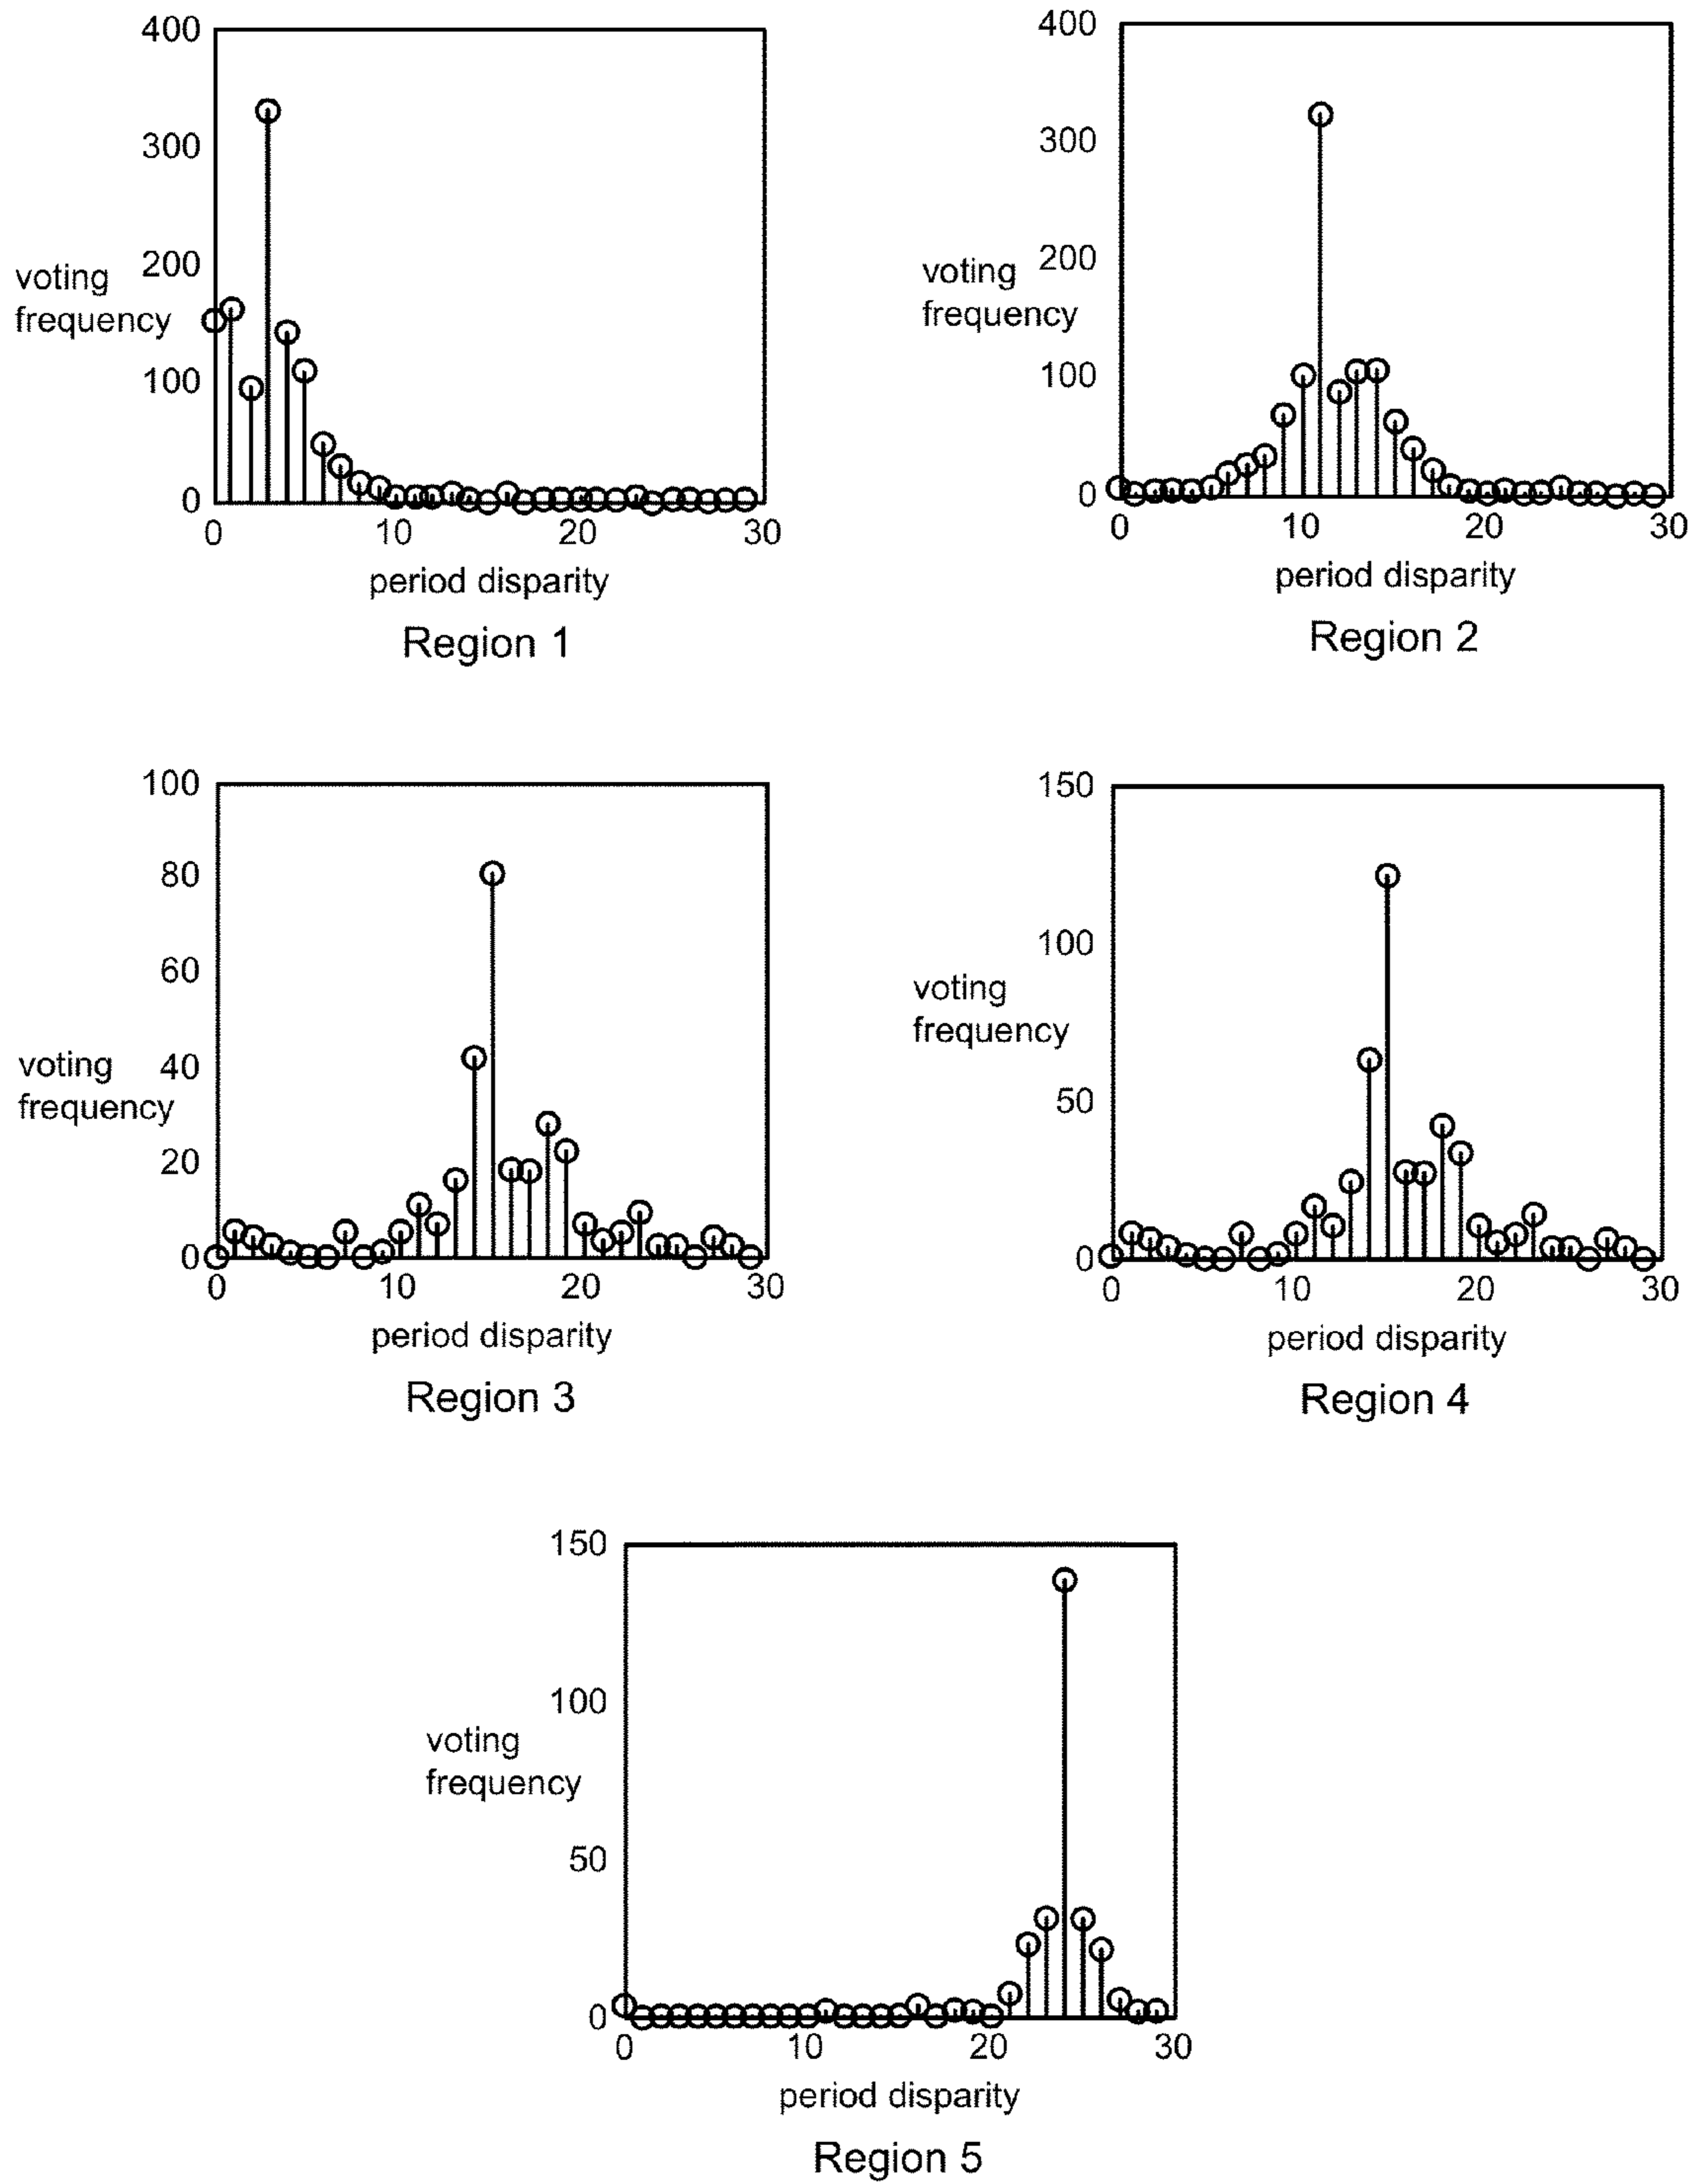 400
300
200
100
0
voting
frequency
0 10 20 30
period disparity
Region 1
400
300
200
100
0
voting
frequency
0 10 20 30
period disparity
Region 2
100
80
60
40
20
0
voting
frequency
0 10 20 30
period disparity
Region 3
150
100
50
0
voting
frequency
0 10 20 30
period disparity
Region 4
150
100
50
0
voting
frequency
0 10 20 30
period disparity
Region 5